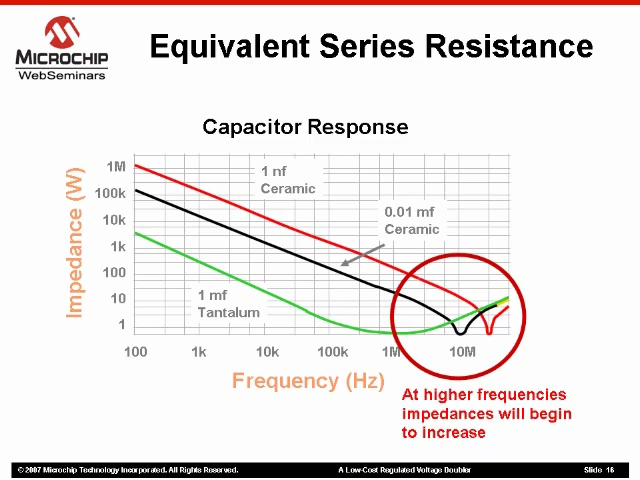 MICROCHIP
WebSeminars
Equivalent Series Resistance
Capacitor Response
Impedance (W)
1M
100k
10k
1k
100
10
1
1 nf
Ceramic
0.01 mf
Ceramic
1 mf
Tantalum
100
1k
10k
100k
1M
10M
Frequency (Hz)
At higher frequencies
impedances will begin
to increase
© 2007 Microchip Technology Incorporated. All Rights Reserved.
A Low-Cost Regulated Voltage Doubler
Slide 16